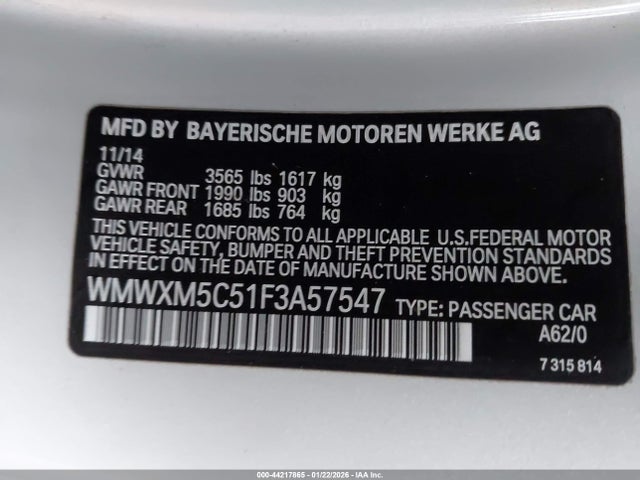 MFD BY BAYERISCHE MOTOREN WERKE AG
11/14
GVWR 3565 lbs 1617 kg
GAWR FRONT 1990 lbs 903 kg
GAWR REAR 1685 lbs 764 kg
THIS VEHICLE CONFORMS TO ALL APPLICABLE U.S.FEDERAL MOTOR
VEHICLE SAFETY, BUMPER AND THEFT PREVENTION STANDARDS
IN EFFECT ON THE DATE OF MANUFACTURE SHOWN ABOVE.
WMWXM5C51F3A57547 TYPE: PASSENGER CAR
A62/0
7 315 814
000-44217865 - 01/22/2026 - IAA Inc.